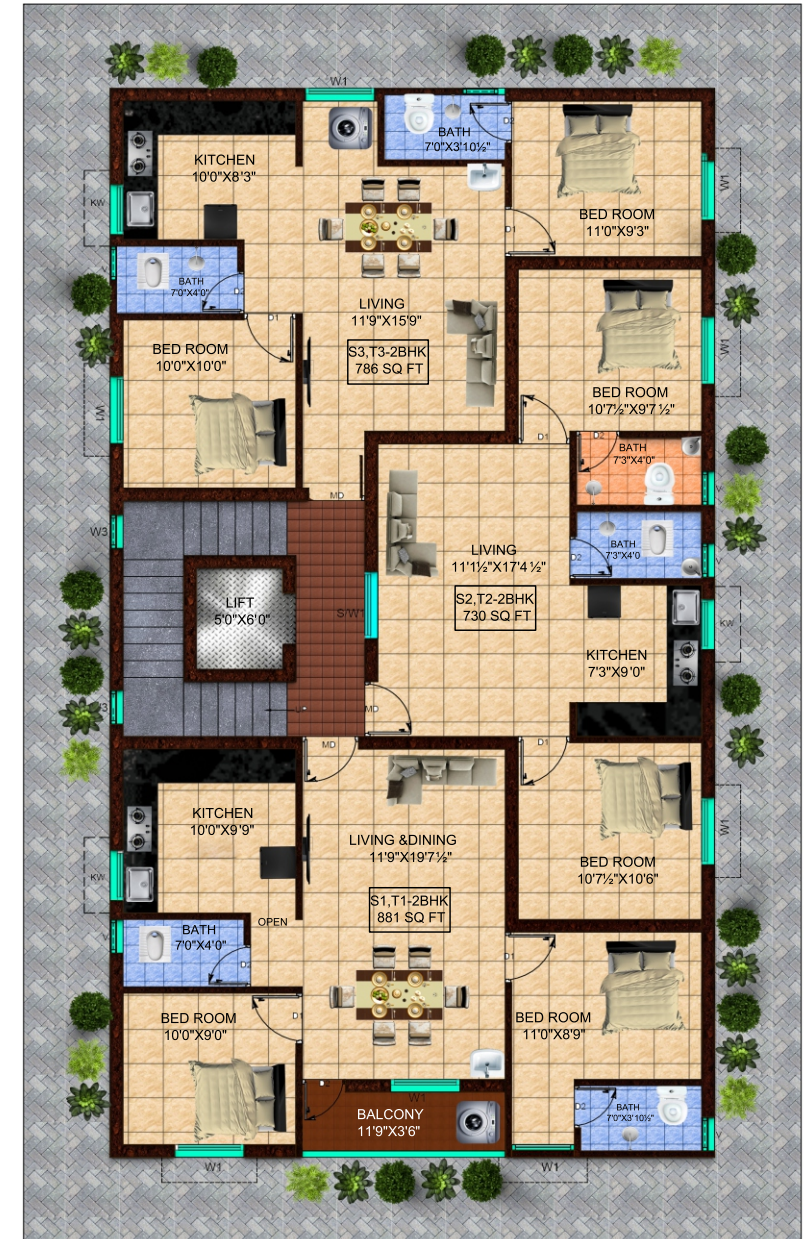 W1
V
KITCHEN
10'0"X8'3"
BATH
7'0"X3'10½"
D2
BED ROOM
11'0"X9'3"
W1
KW
D1
BATH
7'0"X4'0"
D1
LIVING
11'9"X15'9"
S3,T3-2BHK
786 SQ FT
BED ROOM
10'0"X10'0"
W1
BED ROOM
10'7½"X9'7½"
W1
D1
D2
BATH
7'3"X4'0"
V
MD
W3
LIVING
11'1½"X17'4½"
D2
BATH
7'3"X4'0
V
S2,T2-2BHK
730 SQ FT
LIFT
5'0"X6'0"
S/W1
KW
KITCHEN
7'3"X9'0"
MD
MD
D1
KITCHEN
10'0"X9'9"
LIVING &DINING
11'9"X19'7½"
W1
BED ROOM
10'7½"X10'6"
KW
S1,T1-2BHK
881 SQ FT
OPEN
BATH
7'0"X4'0"
D1
BED ROOM
10'0"X9'0"
D1
BED ROOM
11'0"X8'9"
W1
BALCONY
11'9"X3'6"
D2
BATH
7'0"X3'10½"
V
W1
W1